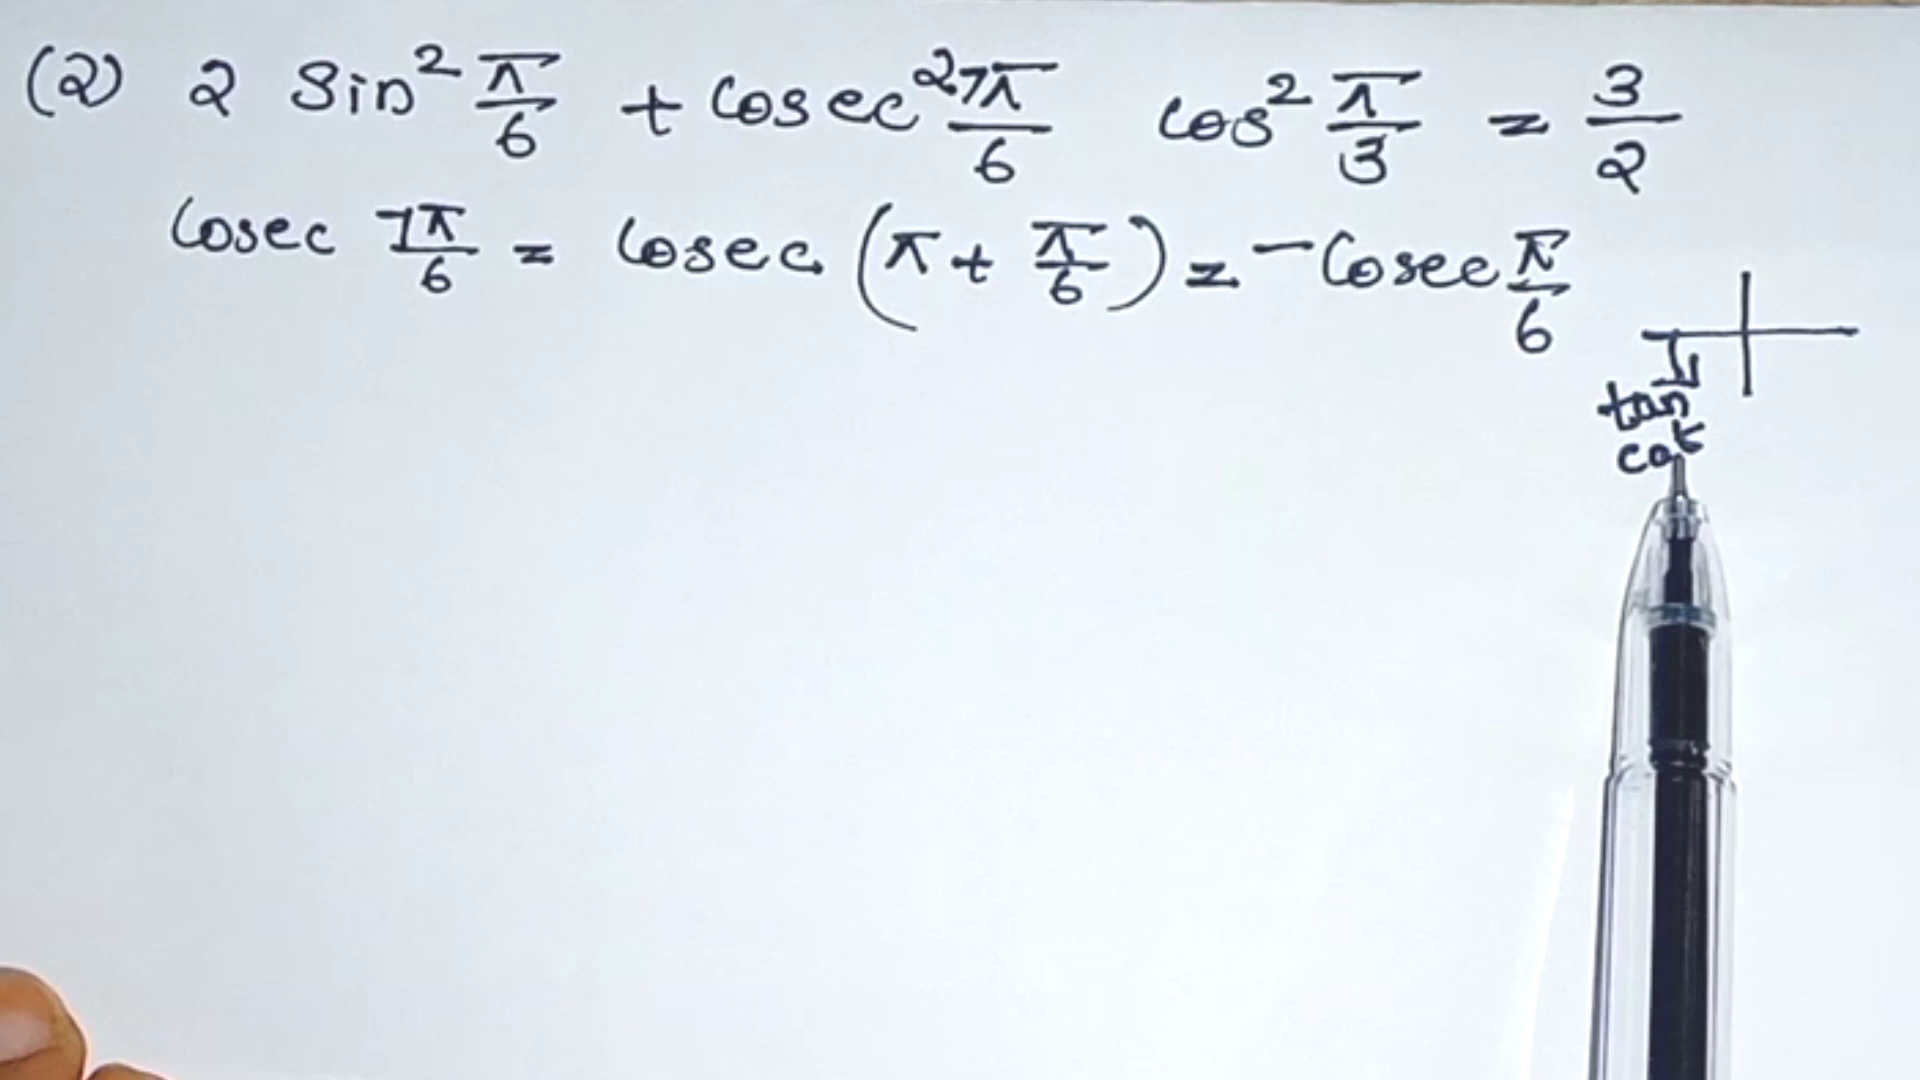 (2) 2 Sin² π/6 + Cosec² 7π/6 cos² π/3 = 3/2
Cosec 7π/6 = Cosec (π + π/6) = - Cosec π/6
tan
cot